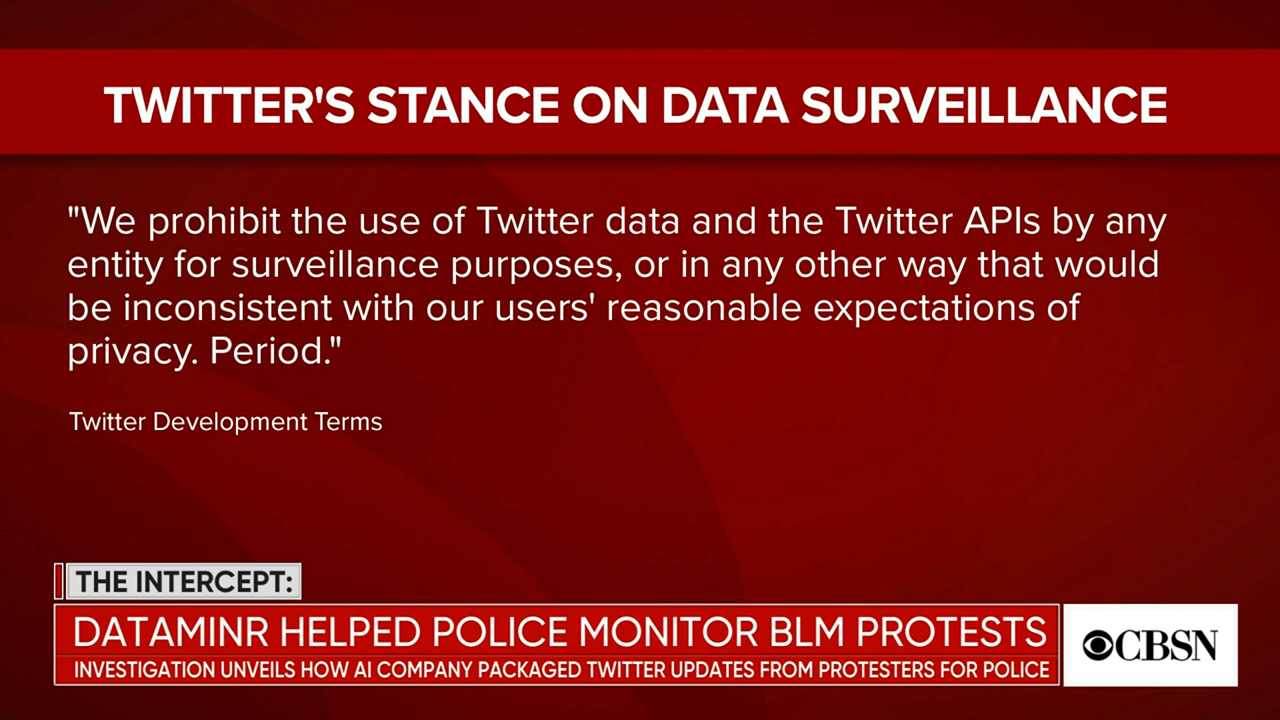 TWITTER'S STANCE ON DATA SURVEILLANCE
"We prohibit the use of Twitter data and the Twitter APIs by any
entity for surveillance purposes, or in any other way that would
be inconsistent with our users' reasonable expectations of
privacy. Period."
Twitter Development Terms
THE INTERCEPT:
DATAMINR HELPED POLICE MONITOR BLM PROTESTS
INVESTIGATION UNVEILS HOW AI COMPANY PACKAGED TWITTER UPDATES FROM PROTESTERS FOR POLICE
CBSN